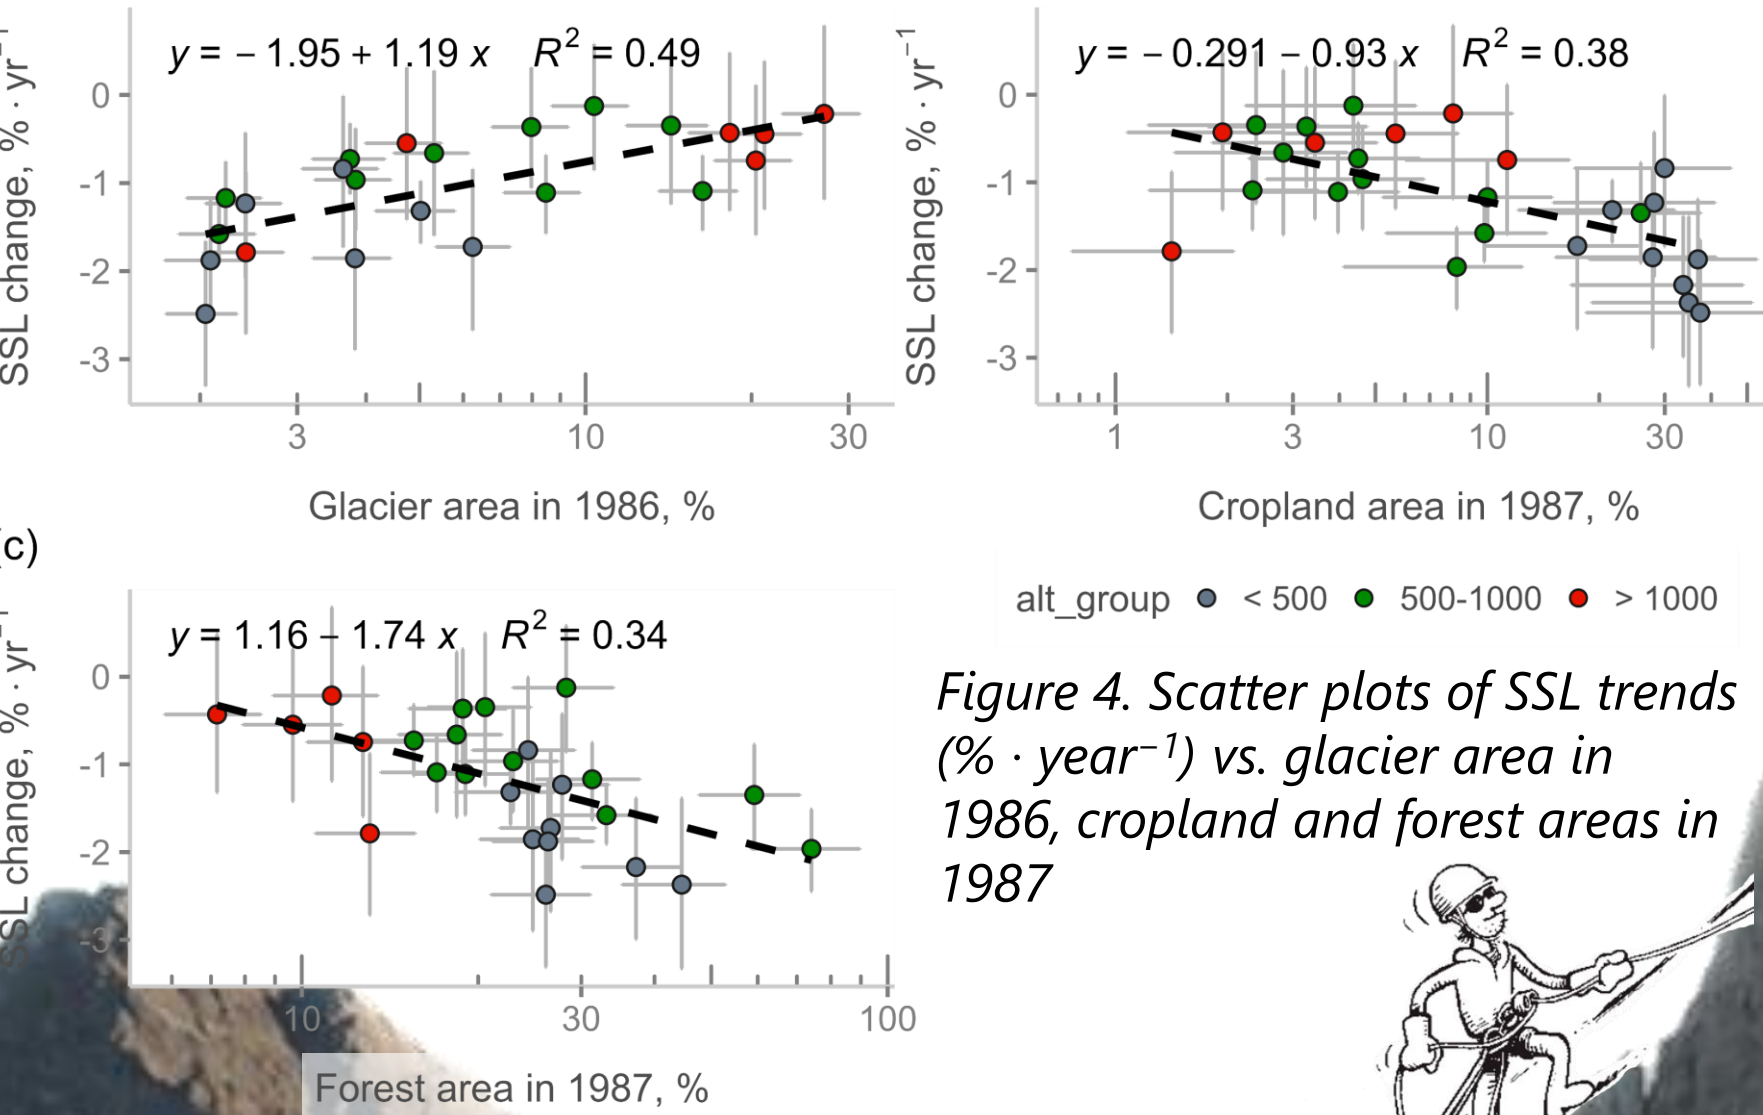 y = − 1.95 + 1.19 x R² = 0.49
SSL change, % · yr⁻¹
0
-1
-2
-3
3 10 30
Glacier area in 1986, %
y = − 0.291 − 0.93 x R² = 0.38
SSL change, % · yr⁻¹
0
-1
-2
-3
1 3 10 30
Cropland area in 1987, %
(c)
y = 1.16 − 1.74 x R² = 0.34
SSL change, % · yr⁻¹
0
-1
-2
-3
10 30 100
Forest area in 1987, %
alt_group < 500 500-1000 > 1000
Figure 4. Scatter plots of SSL trends
(% · year⁻¹) vs. glacier area in
1986, cropland and forest areas in
1987